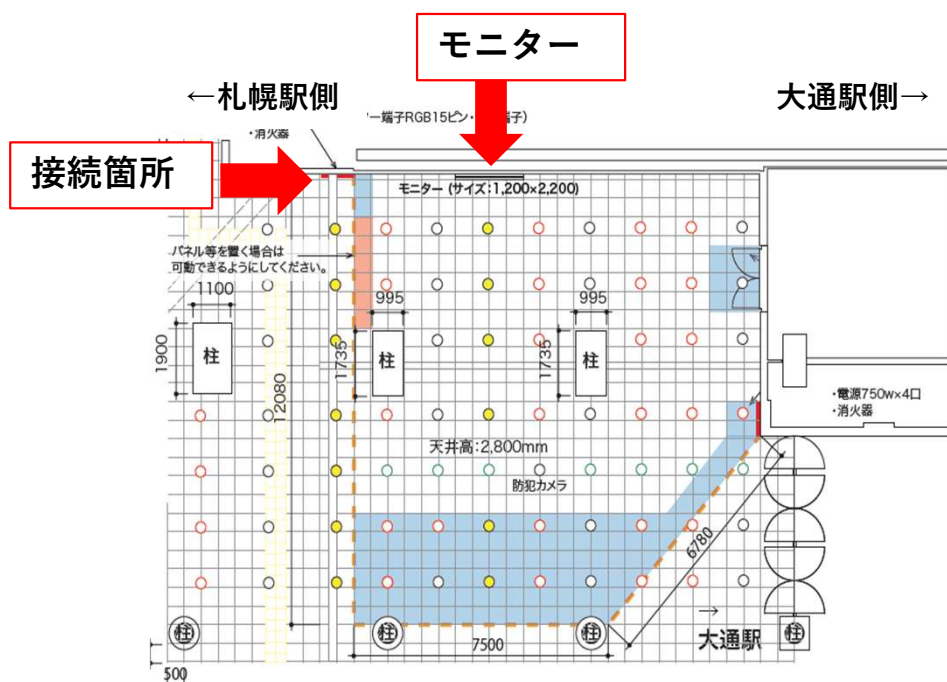 モニター
←札幌駅側
大通駅側→
ー端子RGB15ピン・
子)
・消火器
接続箇所
モニター (サイズ:1,200×2,200)
パネル等を置く場合は
可動できるようにしてください。
1100
995
995
1900
柱
1735
柱
1735
柱
12080
・電源750w×4口
・消火器
天井高:2,800mm
防犯カメラ
6780
→
大通駅
柱
柱
柱
柱
7500
500